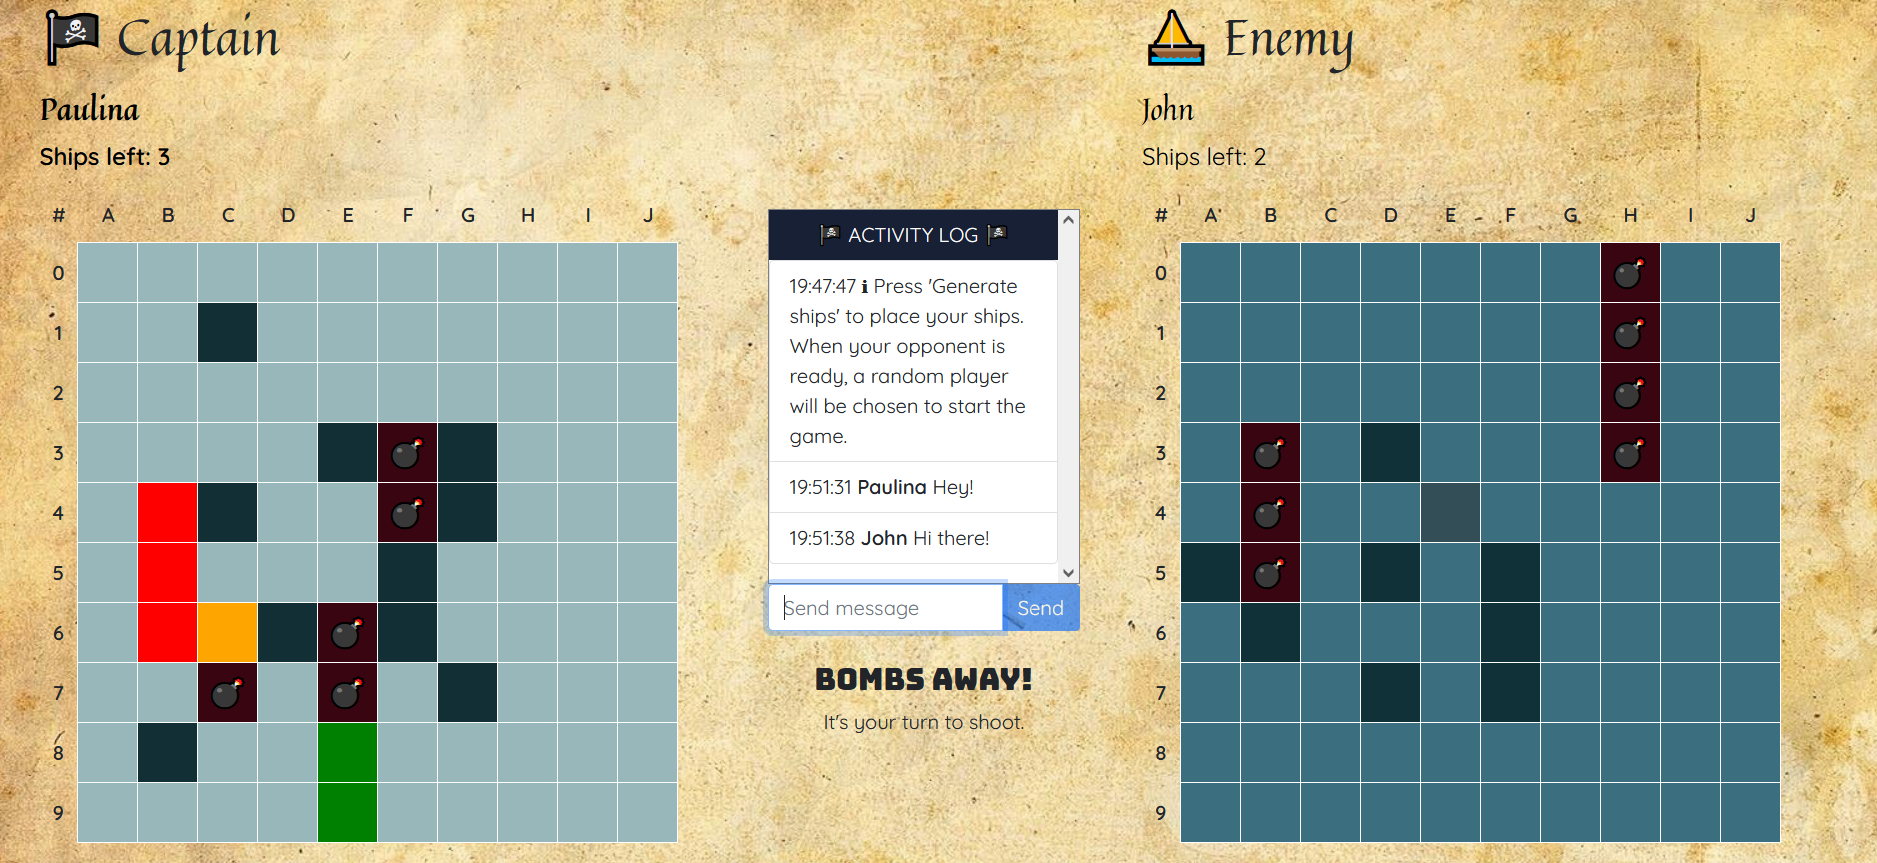 Captain
Paulina
Ships left: 3
# A B C D E F G H I J
0
1
2
3
4
5
6
7
8
9
ACTIVITY LOG
19:47:47 ℹ Press 'Generate
ships' to place your ships.
When your opponent is
ready, a random player
will be chosen to start the
game.
19:51:31 Paulina Hey!
19:51:38 John Hi there!
Send message Send
BOMBS AWAY!
It's your turn to shoot.
Enemy
John
Ships left: 2
# A B C D E F G H I J
0
1
2
3
4
5
6
7
8
9